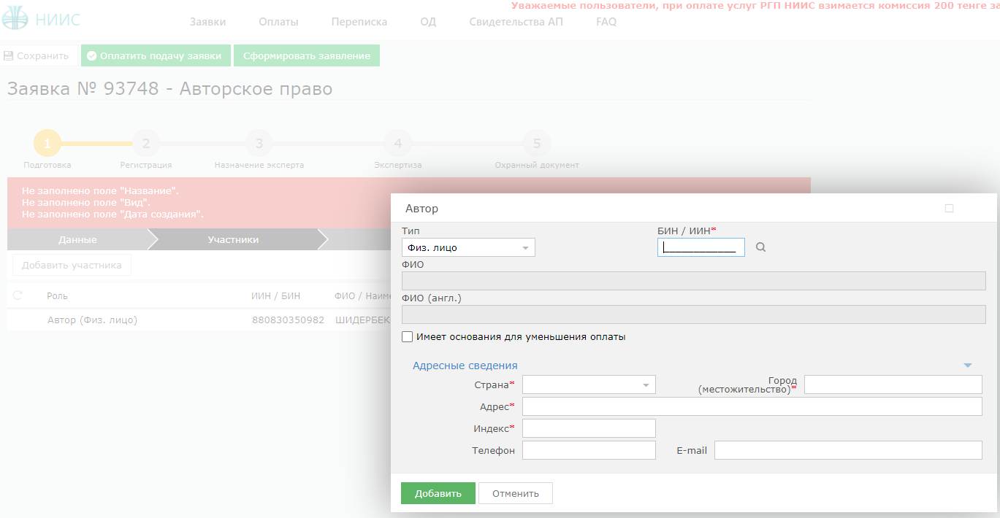 Уважаемые пользователи, при оплате услуг РГП НИИС взимается комиссия 200 тенге за
НИИС
Заявки Оплаты Переписка ОД Свидетельства АП FAQ
Сохранить Оплатить подачу заявки Сформировать заявление
Заявка № 93748 - Авторское право
1 2 3 4 5
Подготовка Регистрация Назначение эксперта Экспертиза Охранный документ
Не заполнено поле "Название".
Не заполнено поле "Вид".
Не заполнено поле "Дата создания".
Данные Участники
Добавить участника
Роль ИИН / БИН ФИО / Наим
Автор (Физ. лицо) 880830350982 ШИДЕРБЕК
Автор
Тип БИН / ИИН*
Физ. лицо ____________
ФИО
ФИО (англ.)
Имеет основания для уменьшения оплаты
Адресные сведения
Страна* Город
(местожительство)*
Адрес*
Индекс*
Телефон E-mail
Добавить Отменить